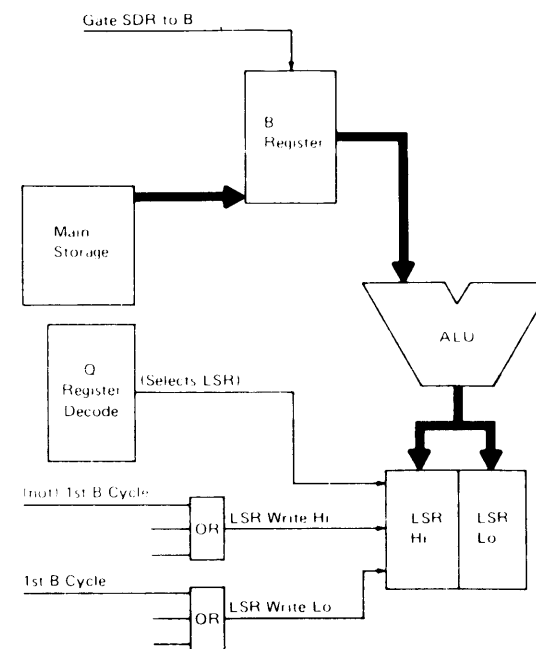 Gate SDR to B
B
Register
Main
Storage
ALU
Q
Register
Decode
(Selects LSR)
(not) 1st B Cycle
OR
LSR Write Hi
LSR
Hi
LSR
Lo
1st B Cycle
OR
LSR Write Lo